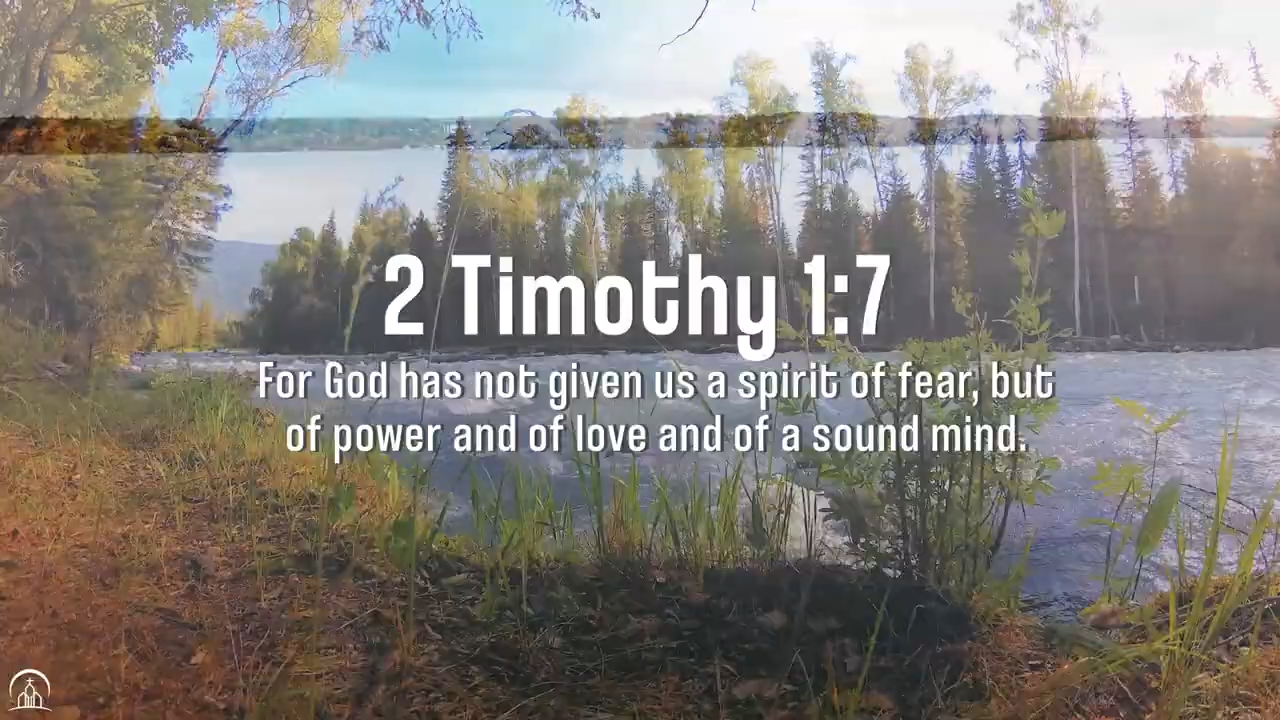 2 Timothy 1:7
For God has not given us a spirit of fear, but
of power and of love and of a sound mind.